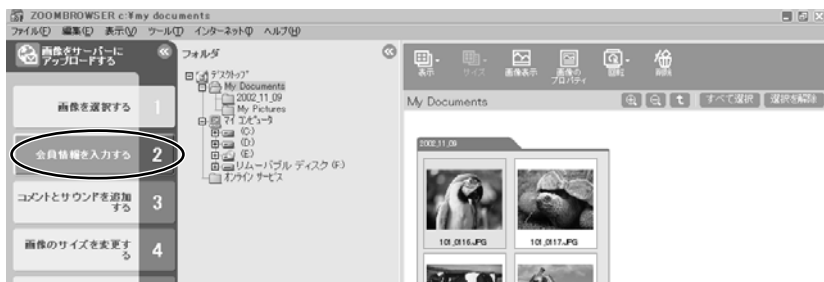 ZOOMBROWSER c:¥my documents
ファイル(F) 編集(E) 表示(V) ツール(T) インターネット(I) ヘルプ(H)
画像をサーバーに
アップロードする
画像を選択する 1
会員情報を入力する 2
コメントとサウンドを追加
する 3
画像のサイズを変更す
る 4
フォルダ
デスクトップ
My Documents
2002_11_09
My Pictures
マイ コンピュータ
(C)
(D)
(E)
リムーバブル ディスク (F)
オンライン サービス
表示
サイズ
画像表示
画像の
プロパティ
回転
削除
My Documents
すべて選択 選択を解除
2002_11_09
101_0116.JPG 101_0117.JPG